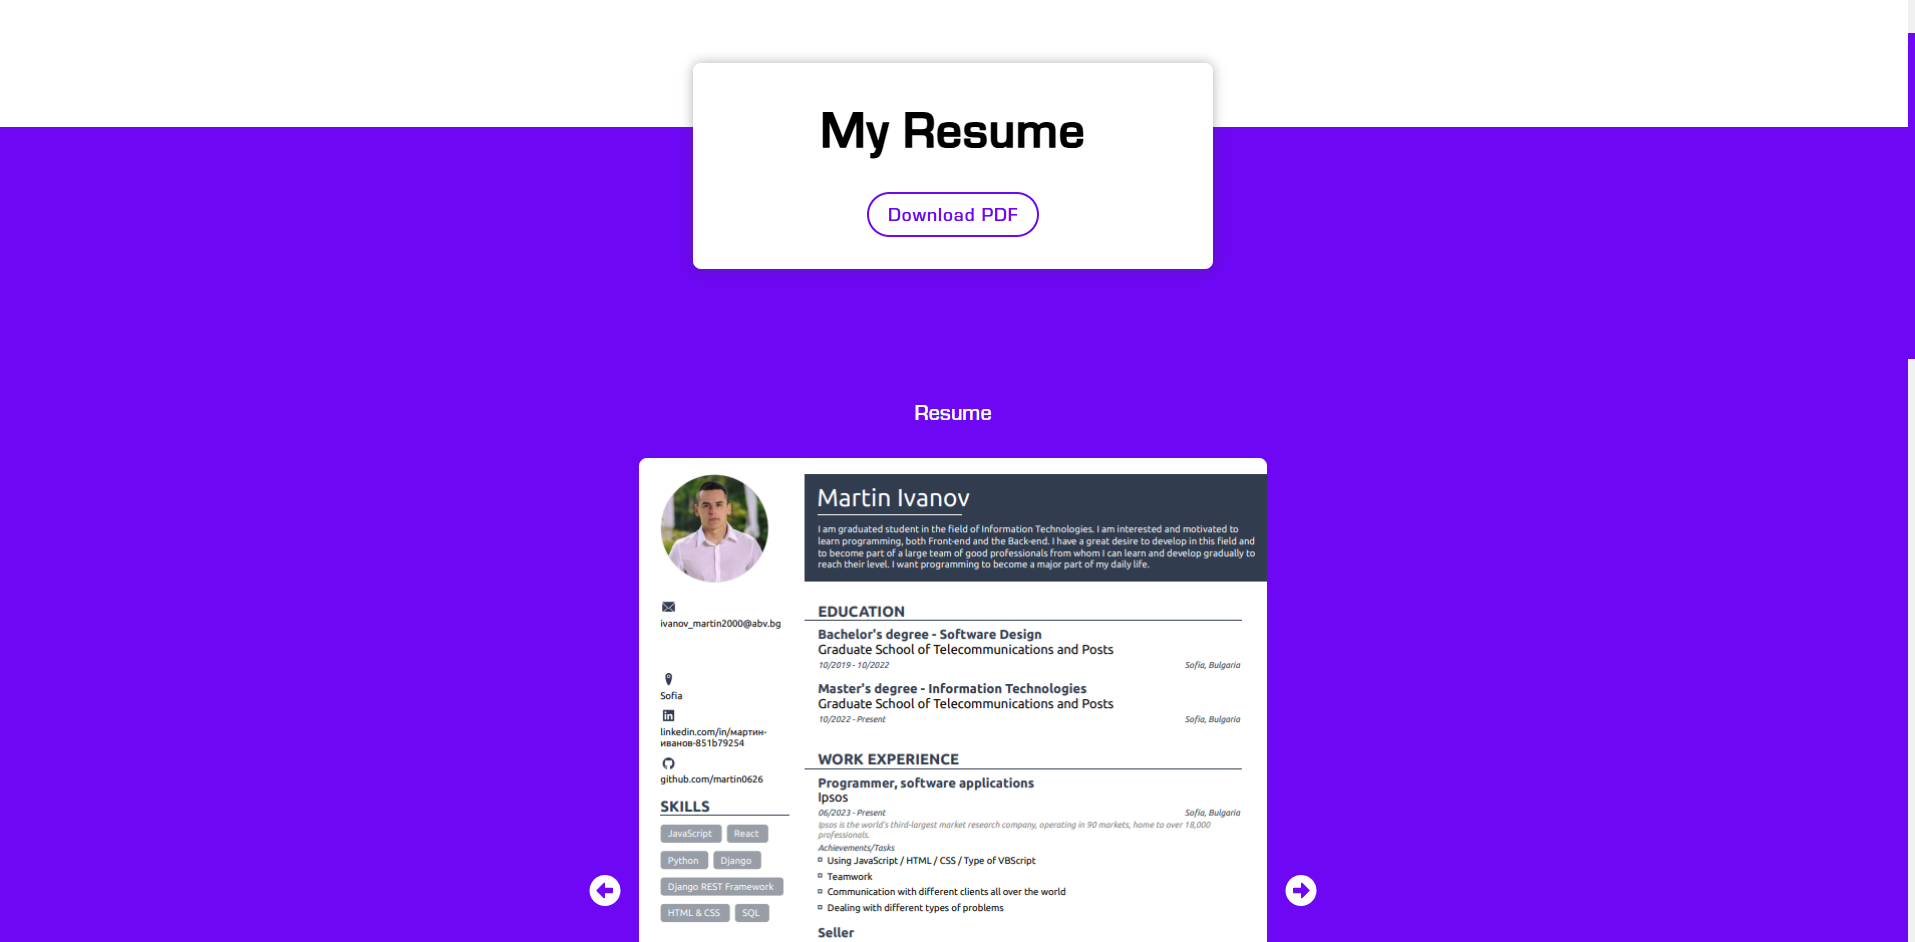 My Resume
Download PDF
Resume
Martin Ivanov
I am graduated student in the field of Information Technologies. I am interested and motivated to
learn programming, both Front-end and the Back-end. I have a great desire to develop in this field and
to become part of a large team of good professionals from whom I can learn and develop gradually to
reach their level. I want programming to become a major part of my daily life.
ivanov_martin2000@abv.bg
Sofia
linkedin.com/in/мартин-
иванов-851b79254
github.com/martin0626
SKILLS
JavaScript React
Python Django
Django REST Framework
HTML & CSS SQL
EDUCATION
Bachelor's degree - Software Design
Graduate School of Telecommunications and Posts
10/2019 - 10/2022 Sofia, Bulgaria
Master's degree - Information Technologies
Graduate School of Telecommunications and Posts
10/2022 - Present Sofia, Bulgaria
WORK EXPERIENCE
Programmer, software applications
Ipsos
06/2023 - Present Sofia, Bulgaria
Ipsos is the world's third-largest market research company, operating in 90 markets, home to over 18,000
professionals.
Achievements/Tasks
Using JavaScript / HTML / CSS / Type of VBScript
Teamwork
Communication with different clients all over the world
Dealing with different types of problems
Seller